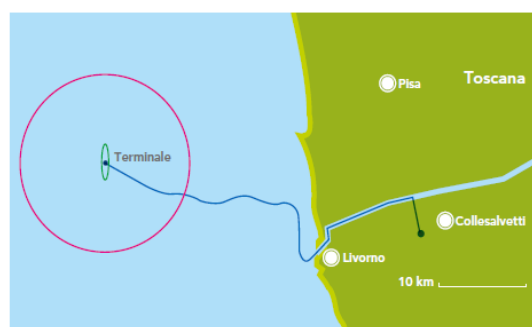 Toscana
Pisa
Terminale
Collesalvetti
Livorno
10 km